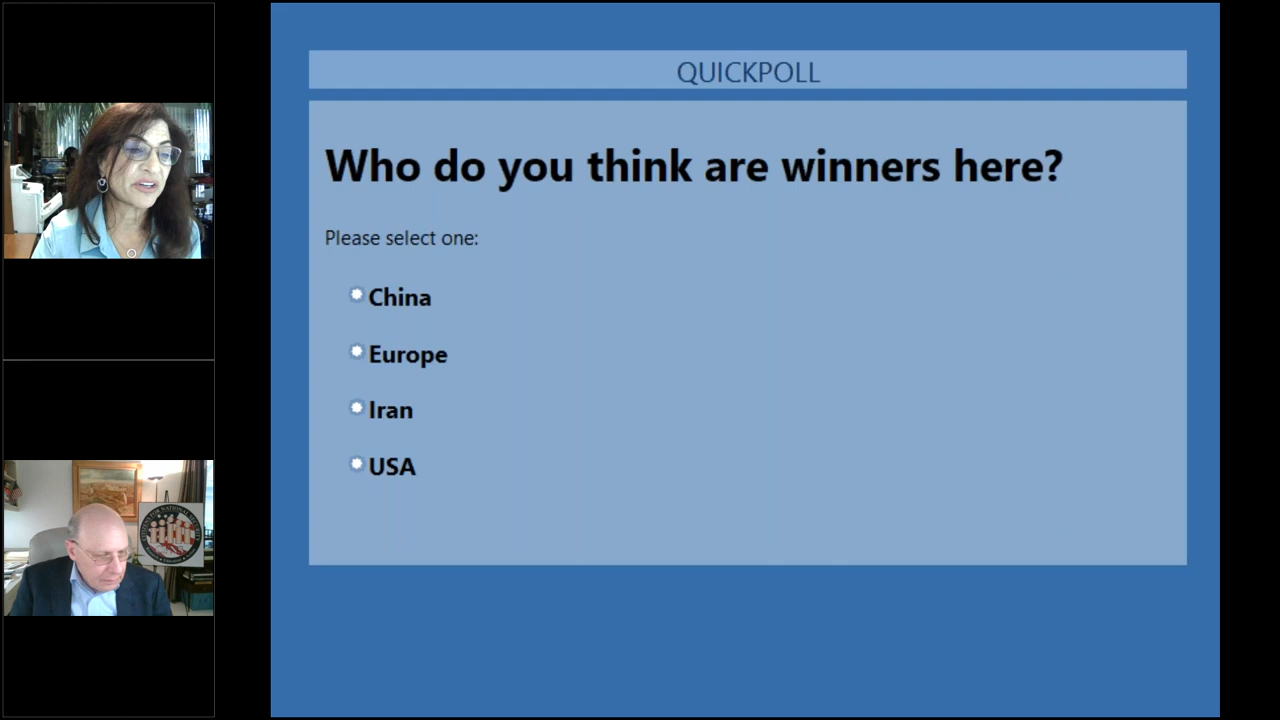 QUICKPOLL
Who do you think are winners here?
Please select one:
China
Europe
Iran
USA